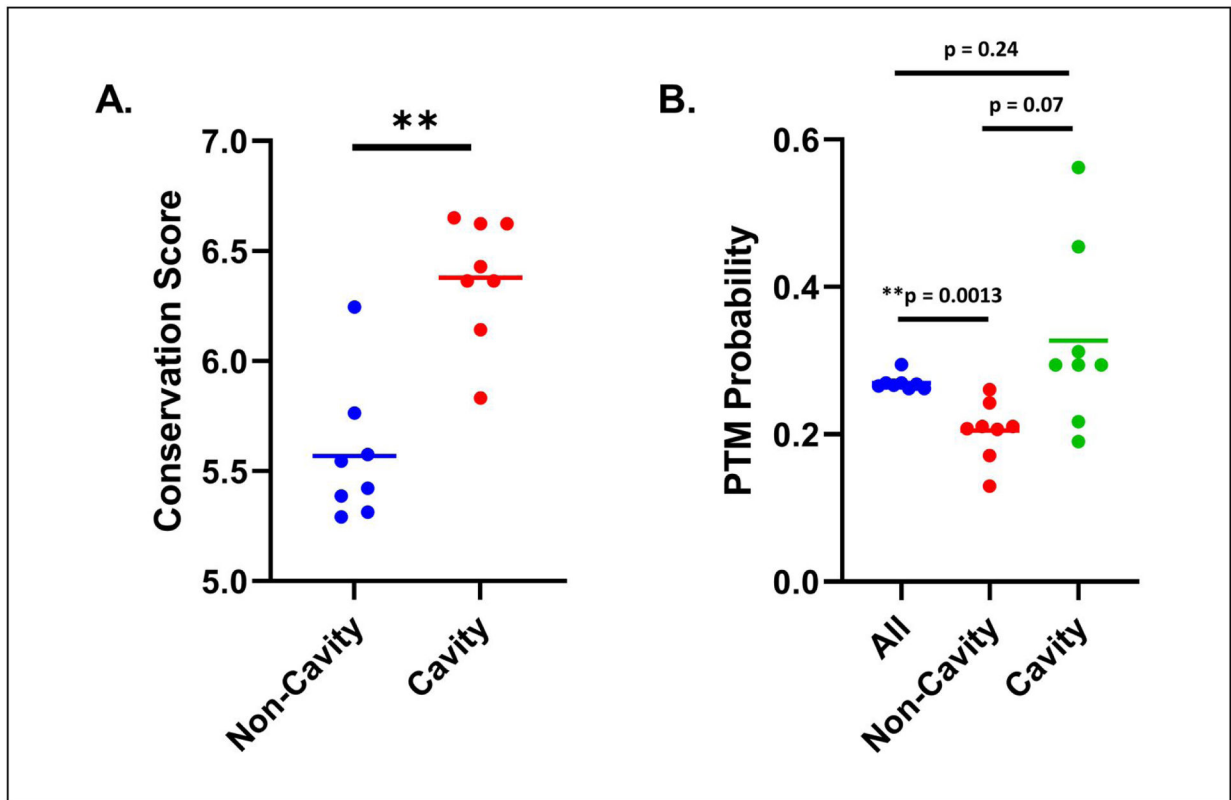 A.
**
Conservation Score
7.0
6.5
6.0
5.5
5.0
Non-Cavity
Cavity
B.
p = 0.24
p = 0.07
**p = 0.0013
PTM Probability
0.6
0.4
0.2
0.0
All
Non-Cavity
Cavity